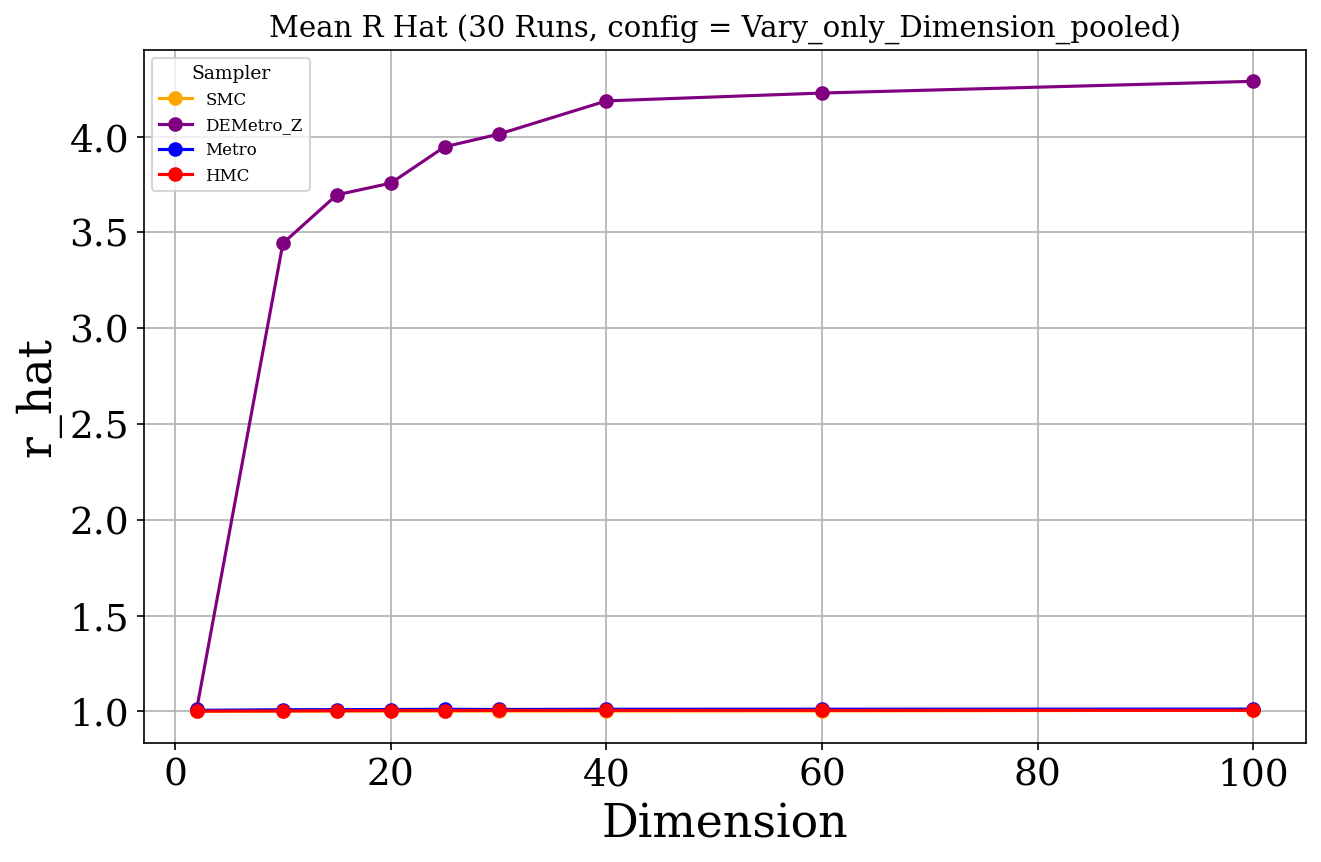 Mean R Hat (30 Runs, config = Vary_only_Dimension_pooled)
Sampler
SMC
DEMetro_Z
Metro
HMC
4.0
3.5
3.0
2.5
2.0
1.5
1.0
r_hat
0 20 40 60 80 100
Dimension